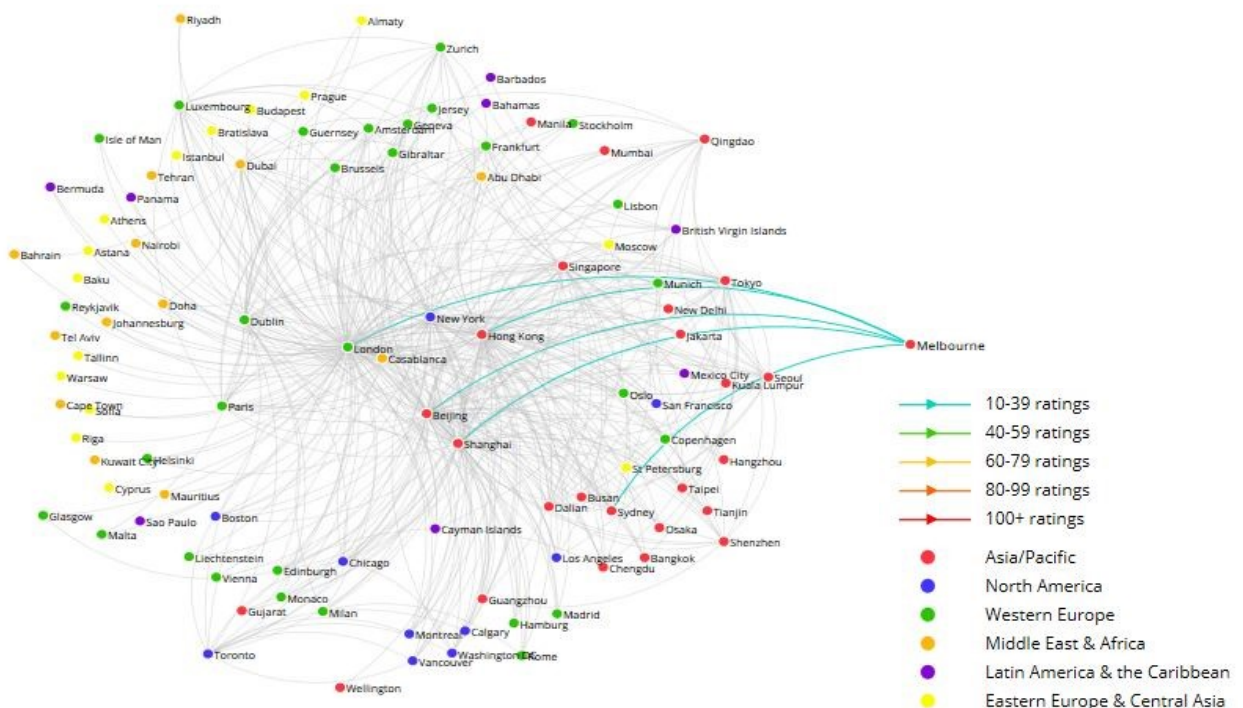 Riyadh
Almaty
Zurich
Barbados
Luxembourg
Prague
Budapest
Jersey
Bahamas
Isle of Man
Bratislava
Guernsey
Amsterdam
Geneva
Manila
Stockholm
Istanbul
Dubai
Brussels
Gibraltar
Frankfurt
Mumbai
Qingdao
Tehran
Abu Dhabi
Bermuda
Panama
Lisbon
Athens
British Virgin Islands
Bahrain
Astana
Nairobi
Moscow
Baku
Singapore
Munich
Tokyo
Reykjavik
Doha
Johannesburg
Dublin
New York
New Delhi
Tel Aviv
Hong Kong
Jakarta
Melbourne
Tallinn
London
Casablanca
Warsaw
Mexico City
Seoul
Kuala Lumpur
Cape Town
Sofia
Paris
Beijing
Oslo
San Francisco
Riga
Shanghai
Copenhagen
Kuwait City
Helsinki
St Petersburg
Hangzhou
Cyprus
Mauritius
Busan
Taipei
Glasgow
Sao Paulo
Boston
Dalian
Sydney
Tianjin
Malta
Cayman Islands
Osaka
Shenzhen
Liechtenstein
Chicago
Los Angeles
Bangkok
Chengdu
Vienna
Edinburgh
Monaco
Guangzhou
Gujarat
Milan
Madrid
Hamburg
Montreal
Calgary
Toronto
Vancouver
Washington DC
Rome
Wellington
10-39 ratings
40-59 ratings
60-79 ratings
80-99 ratings
100+ ratings
Asia/Pacific
North America
Western Europe
Middle East & Africa
Latin America & the Caribbean
Eastern Europe & Central Asia